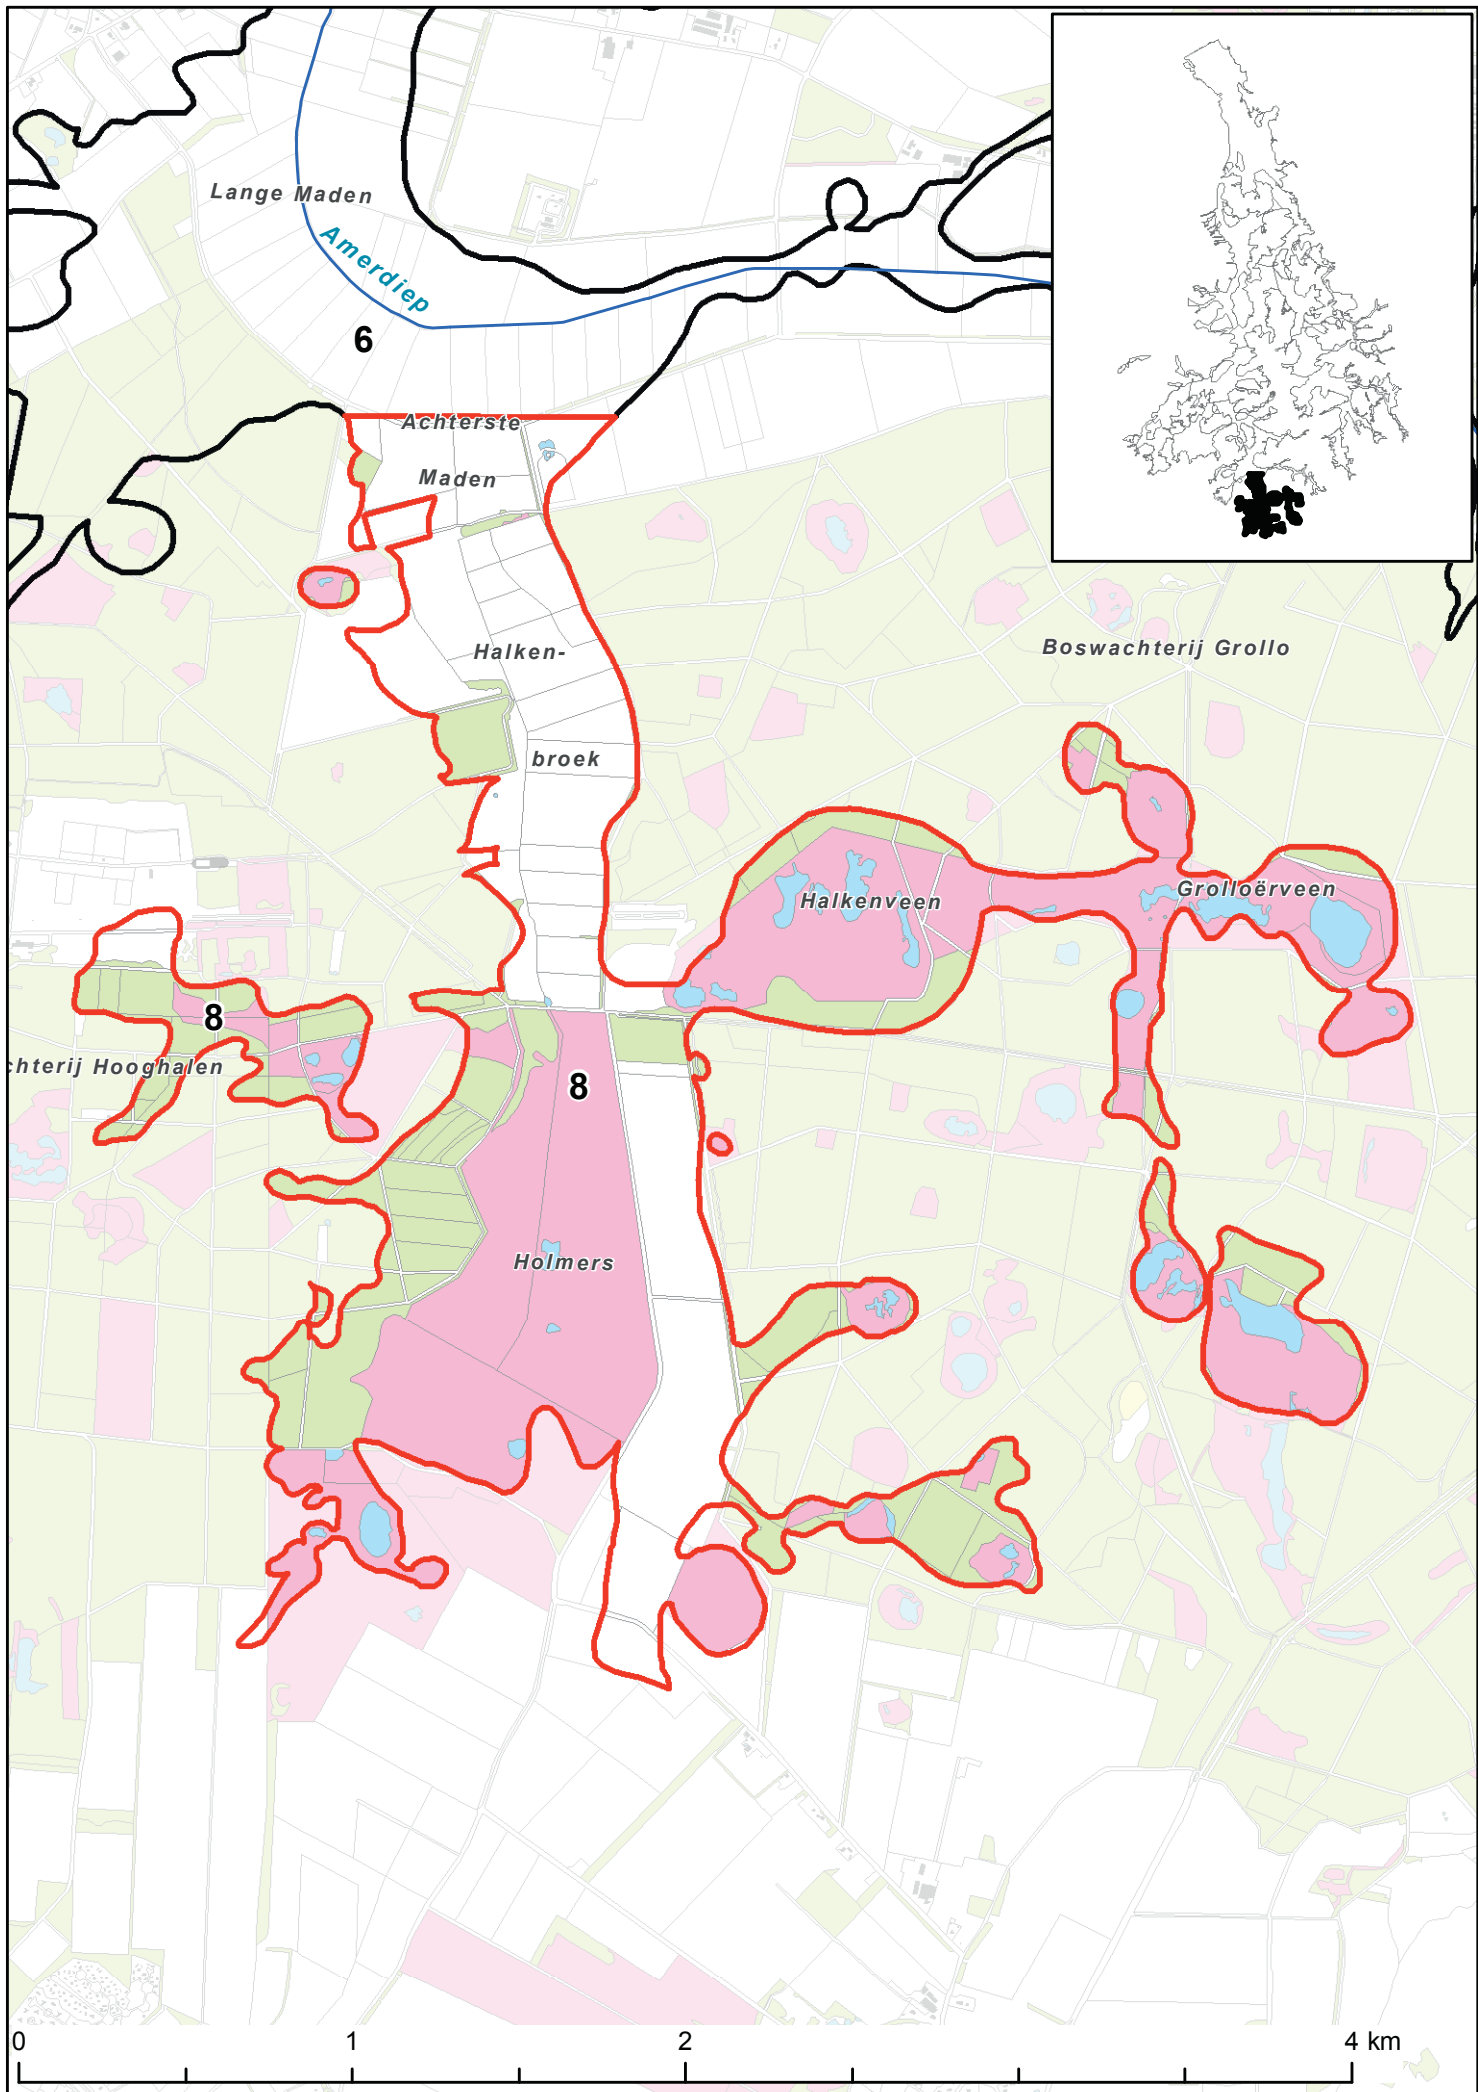 Lange Maden
Amerdiep
6
Achterste
Maden
Halken-
Boswachterij Grollo
broek
Halkenveen
Grolloërveen
8
chterij Hooghalen
8
Holmers
0 1 2 4 km